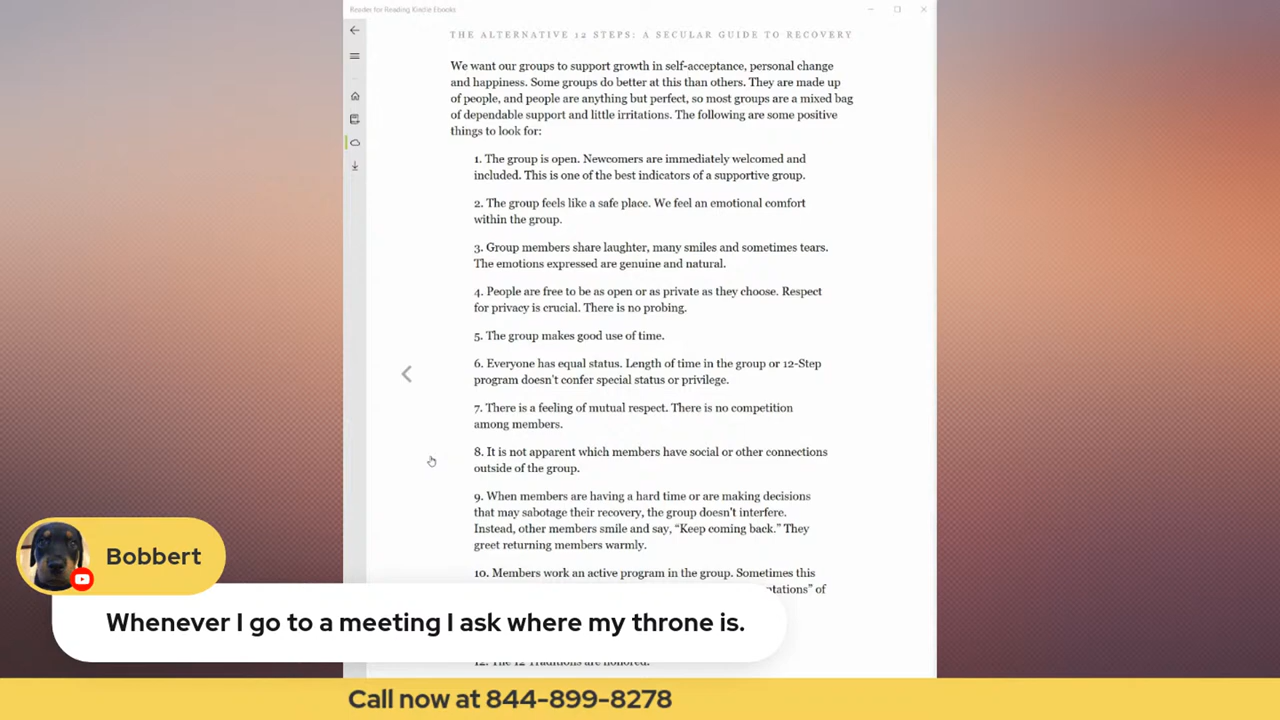 Reader for Reading Kindle Ebooks
THE ALTERNATIVE 12 STEPS: A SECULAR GUIDE TO RECOVERY
We want our groups to support growth in self-acceptance, personal change
and happiness. Some groups do better at this than others. They are made up
of people, and people are anything but perfect, so most groups are a mixed bag
of dependable support and little irritations. The following are some positive
things to look for:
1. The group is open. Newcomers are immediately welcomed and
included. This is one of the best indicators of a supportive group.
2. The group feels like a safe place. We feel an emotional comfort
within the group.
3. Group members share laughter, many smiles and sometimes tears.
The emotions expressed are genuine and natural.
4. People are free to be as open or as private as they choose. Respect
for privacy is crucial. There is no probing.
5. The group makes good use of time.
6. Everyone has equal status. Length of time in the group or 12-Step
program doesn't confer special status or privilege.
7. There is a feeling of mutual respect. There is no competition
among members.
8. It is not apparent which members have social or other connections
outside of the group.
9. When members are having a hard time or are making decisions
that may sabotage their recovery, the group doesn't interfere.
Instead, other members smile and say, “Keep coming back.” They
greet returning members warmly.
10. Members work an active program in the group. Sometimes this
of
12. The 12 Traditions are honored.
Bobbert
Whenever I go to a meeting I ask where my throne is.
Call now at 844-899-8278